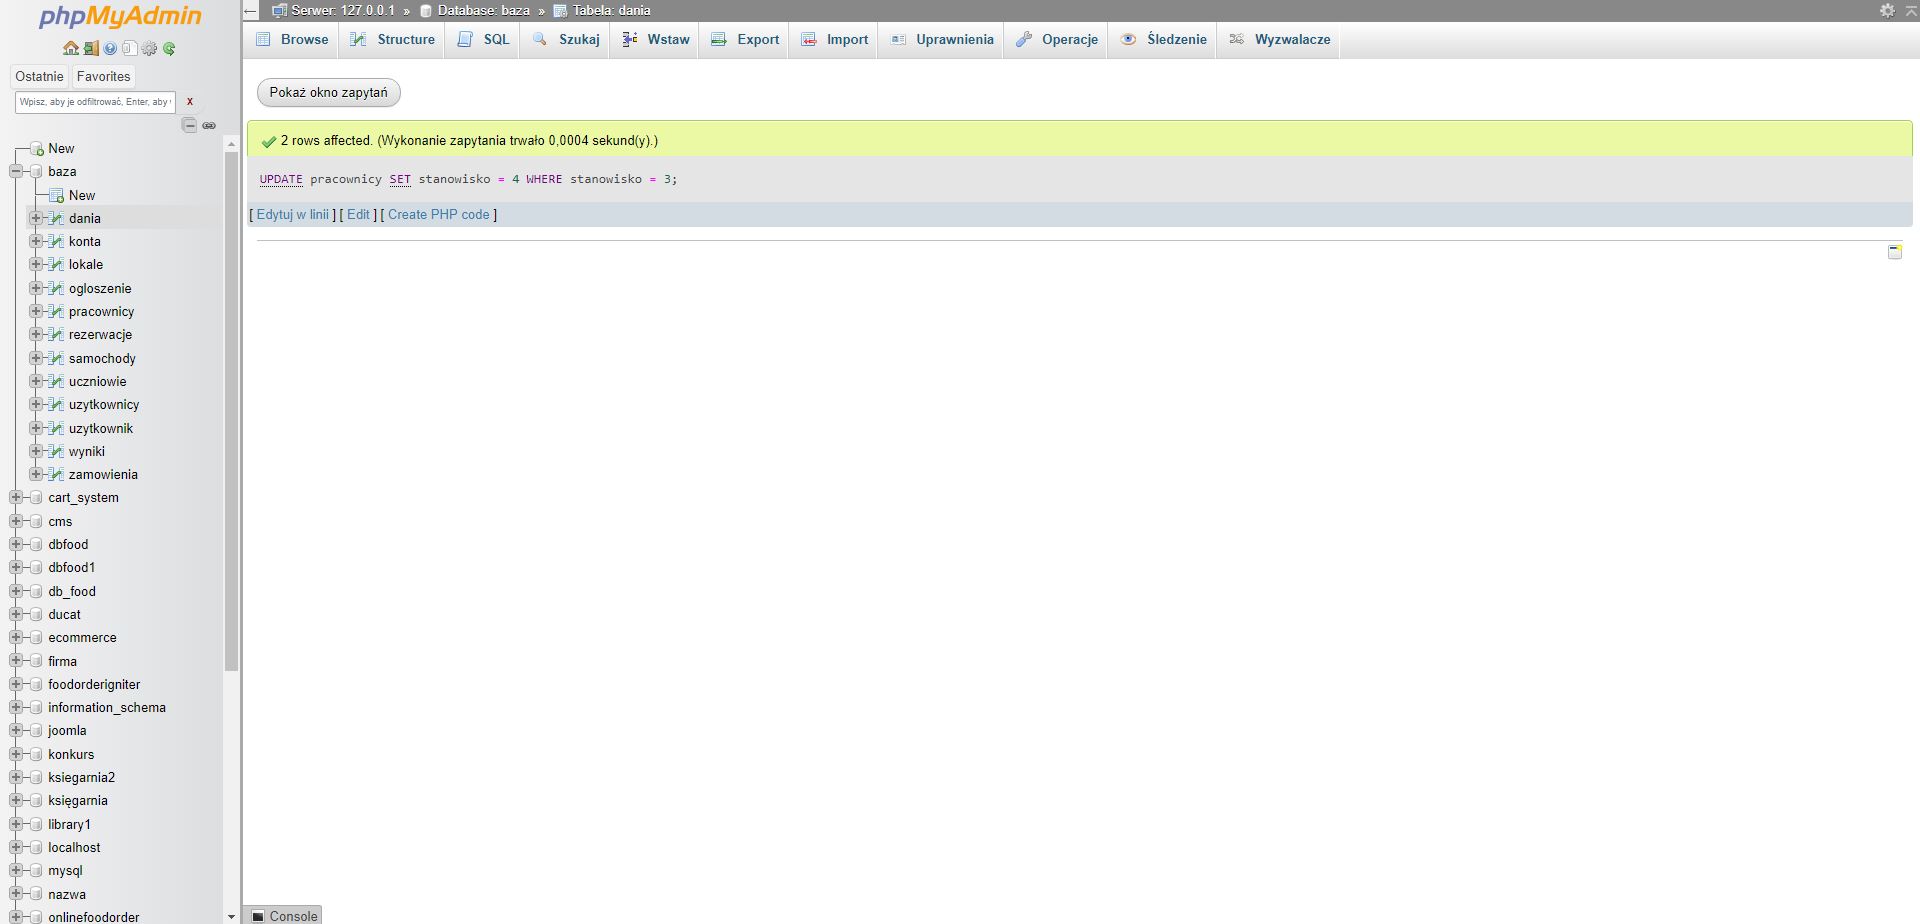 phpMyAdmin
Ostatnie Favorites
Wpisz, aby je odfiltrować, Enter, aby X
New
baza
New
dania
konta
lokale
ogloszenie
pracownicy
rezerwacje
samochody
uczniowie
uzytkownicy
uzytkownik
wyniki
zamowienia
cart_system
cms
dbfood
dbfood1
db_food
ducat
ecommerce
firma
foodorderigniter
information_schema
joomla
konkurs
ksiegarnia2
księgarnia
library1
localhost
mysql
nazwa
onlinefoodorder
Serwer: 127.0.0.1 » Database: baza » Tabela: dania
Browse Structure SQL Szukaj Wstaw Export Import Uprawnienia Operacje Śledzenie Wyzwalacze
Pokaż okno zapytań
2 rows affected. (Wykonanie zapytania trwało 0,0004 sekund(y).)
UPDATE pracownicy SET stanowisko = 4 WHERE stanowisko = 3;
[ Edytuj w linii ] [ Edit ] [ Create PHP code ]
Console